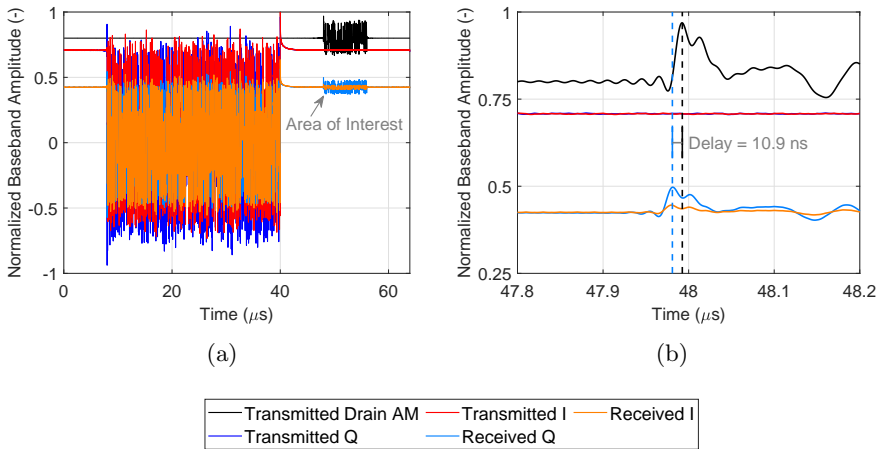 Normalized Baseband Amplitude (-)
1
0.5
0
-0.5
-1
Area of Interest
0
20
40
60
Time (μs)
(a)
Normalized Baseband Amplitude (-)
1
0.75
0.5
0.25
Delay = 10.9 ns
47.8
47.9
48
48.1
48.2
Time (μs)
(b)
Transmitted Drain AM
Transmitted I
Received I
Transmitted Q
Received Q